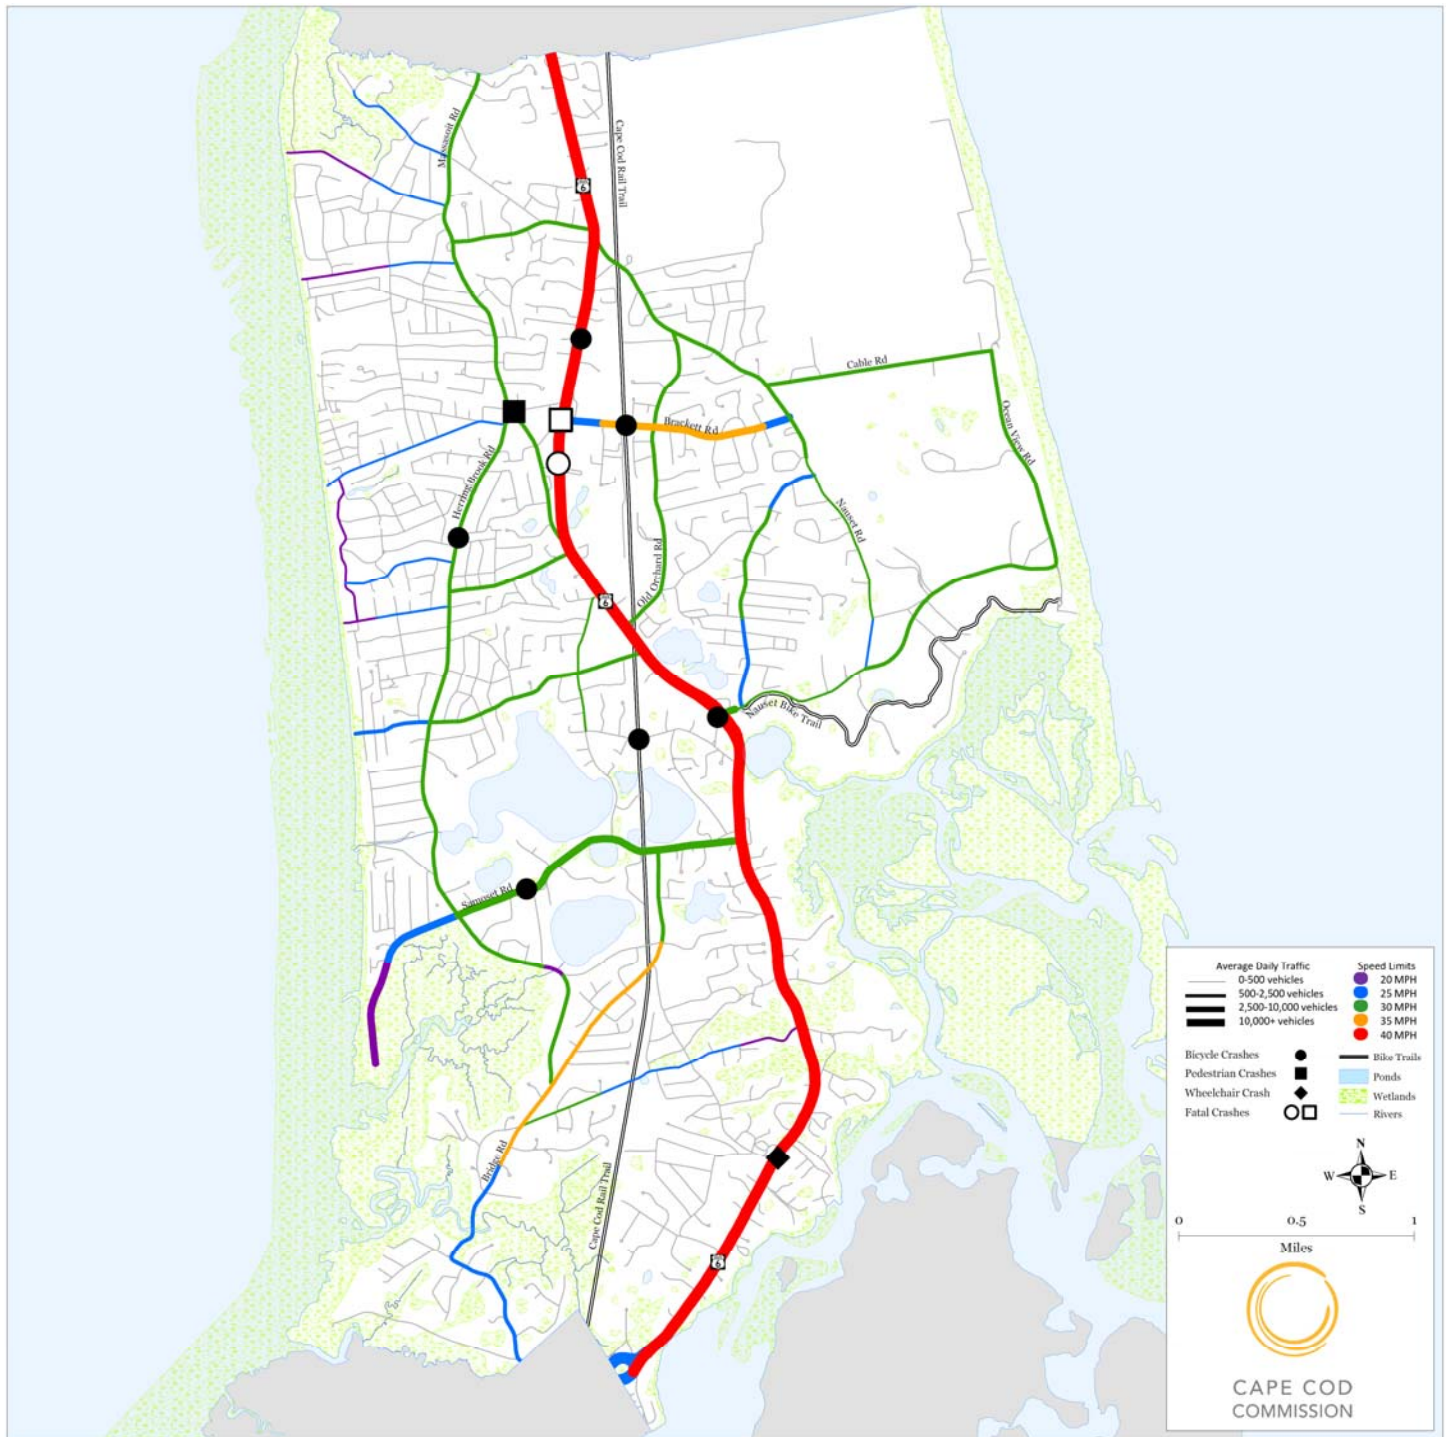 Massasoit Rd
Cape Cod Rail Trail
6
Cable Rd
Ocean View Rd
Brackett Rd
Herring Brook Rd
Nauset Rd
Old Orchard Rd
6
Nauset Bike Trail
Samoset Rd
Bridge Rd
Cape Cod Rail Trail
6
Average Daily Traffic
0-500 vehicles
500-2,500 vehicles
2,500-10,000 vehicles
10,000+ vehicles
Speed Limits
20 MPH
25 MPH
30 MPH
35 MPH
40 MPH
Bicycle Crashes
Pedestrian Crashes
Wheelchair Crash
Fatal Crashes
Bike Trails
Ponds
Wetlands
Rivers
N
W E
S
0 0.5 1
Miles
CAPE COD
COMMISSION